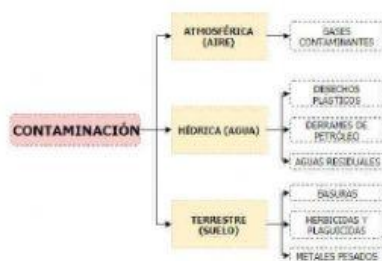 CONTAMINACIÓN
ATMOSFÉRICA
(AIRE)
GASES
CONTAMINANTES
HÍDRICA (AGUA)
DESECHOS
PLÁSTICOS
DERRAMES DE
PETRÓLEO
AGUAS RESIDUALES
TERRESTRE
(SUELO)
BASURAS
HERBICIDAS Y
PLAGUICIDAS
METALES PESADOS